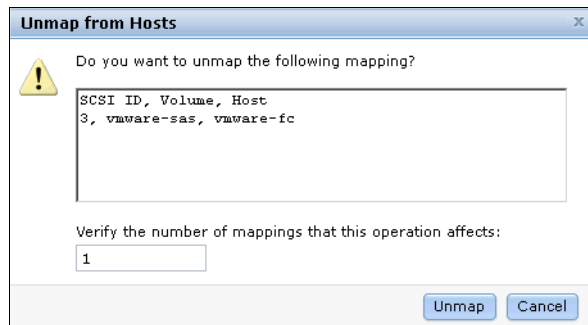 Unmap from Hosts
x
Do you want to unmap the following mapping?
SCSI ID, Volume, Host
3, vmware-sas, vmware-fc
Verify the number of mappings that this operation affects:
1
Unmap Cancel